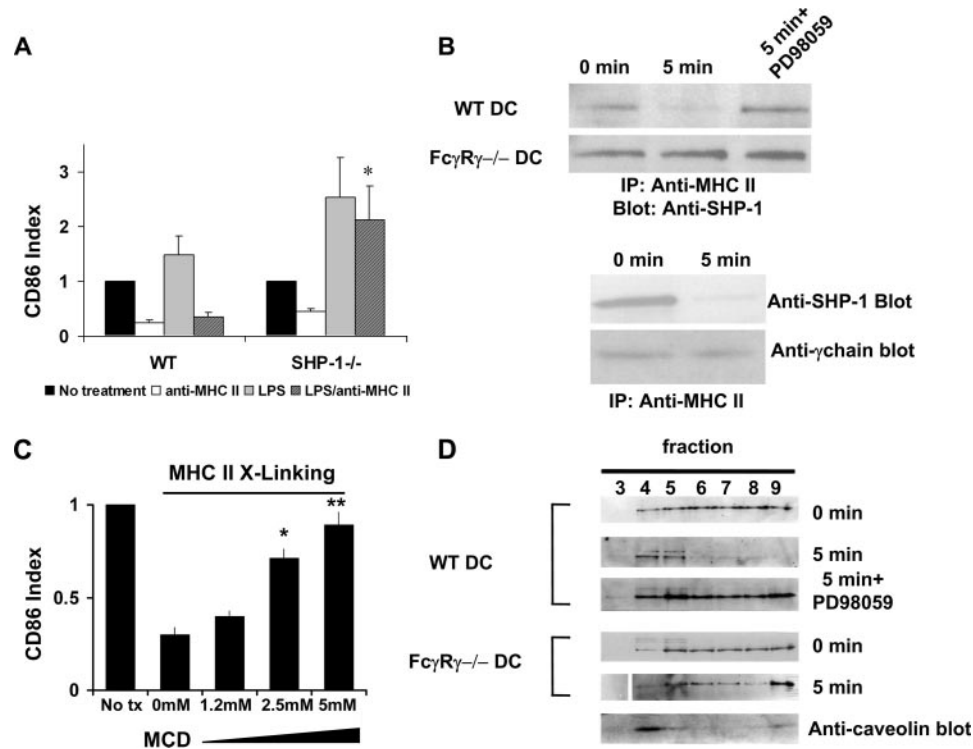 A
CD86 Index
3
2
1
0
*
WT
SHP-1-/-
No treatment
anti-MHC II
LPS
LPS/anti-MHC II
B
0 min
5 min
5 min+
PD98059
WT DC
FcγRγ–/– DC
IP: Anti-MHC II
Blot: Anti-SHP-1
0 min
5 min
Anti-SHP-1 Blot
Anti-γchain blot
IP: Anti-MHC II
C
MHC II X-Linking
CD86 Index
1
0.5
0
*
**
No tx
0mM
1.2mM
2.5mM
5mM
MCD
D
fraction
3 4 5 6 7 8 9
WT DC
0 min
5 min
5 min+
PD98059
FcγRγ–/– DC
0 min
5 min
Anti-caveolin blot